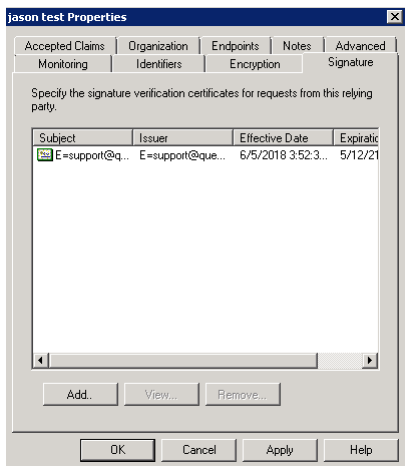 jason test Properties
Accepted Claims Organization Endpoints Notes Advanced
Monitoring Identifiers Encryption Signature
Specify the signature verification certificates for requests from this relying
party.
Subject Issuer Effective Date Expiratic
E=support@q... E=support@que... 6/5/2018 3:52:3... 5/12/21
Add.. View... Remove...
OK Cancel Apply Help